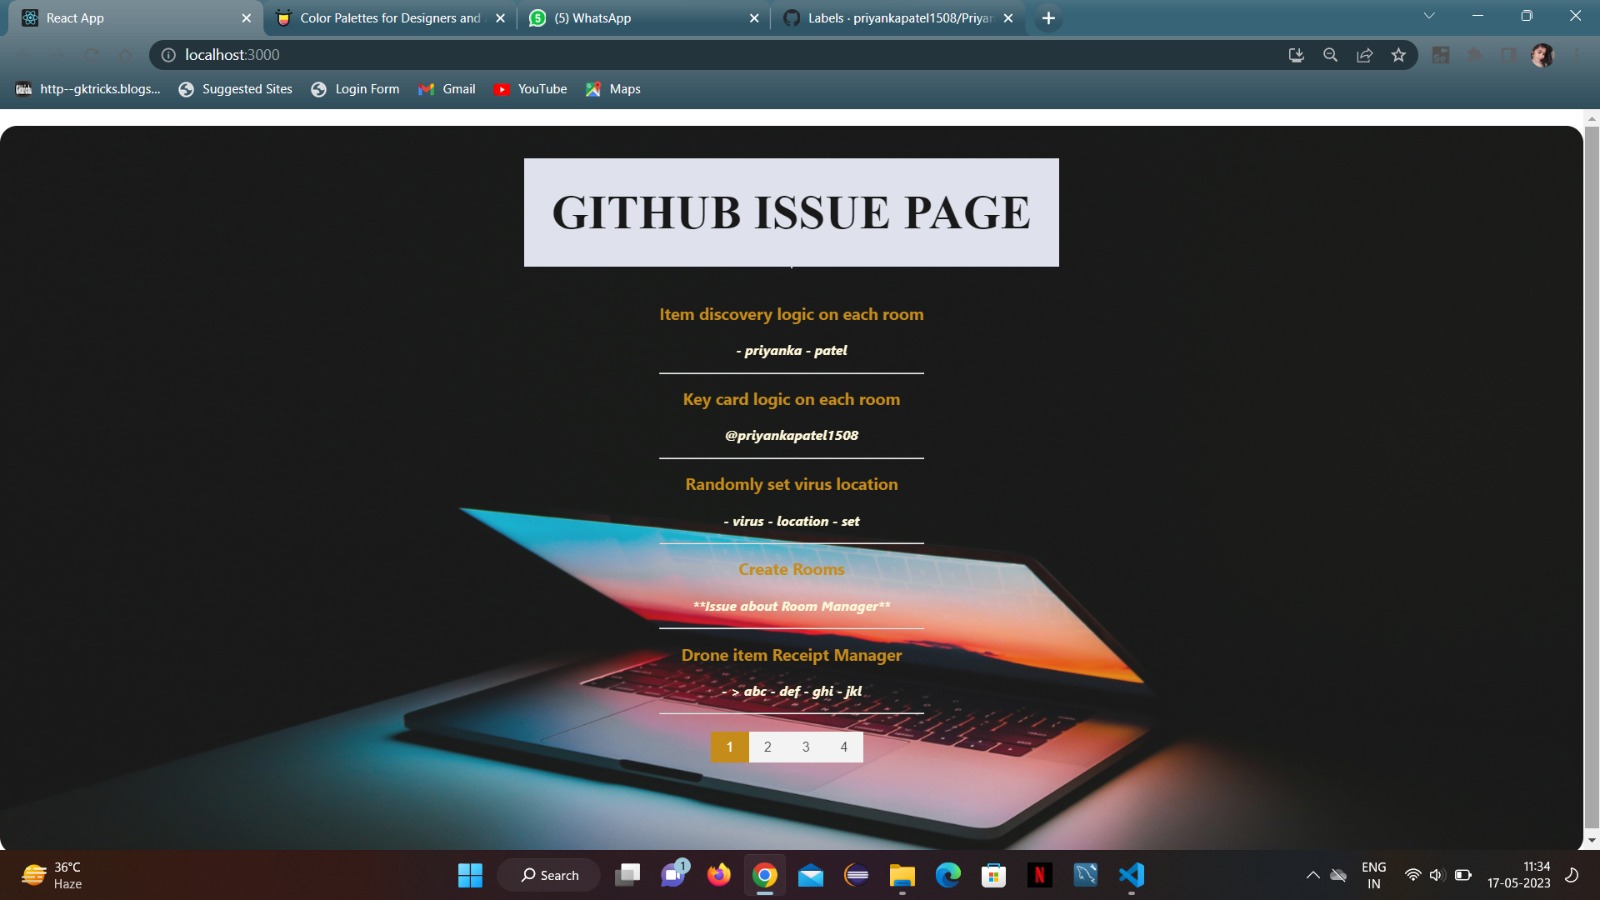 React App
Color Palettes for Designers and
(5) WhatsApp
Labels · priyankapatel1508/Priyan
localhost:3000
http--gktricks.blogs...
Suggested Sites
Login Form
Gmail
YouTube
Maps
GITHUB ISSUE PAGE
Item discovery logic on each room
- priyanka - patel
Key card logic on each room
@priyankapatel1508
Randomly set virus location
- virus - location - set
Create Rooms
**Issue about Room Manager**
Drone item Receipt Manager
- > abc - def - ghi - jkl
1 2 3 4
36°C
Haze
Search
1
ENG
IN
11:34
17-05-2023